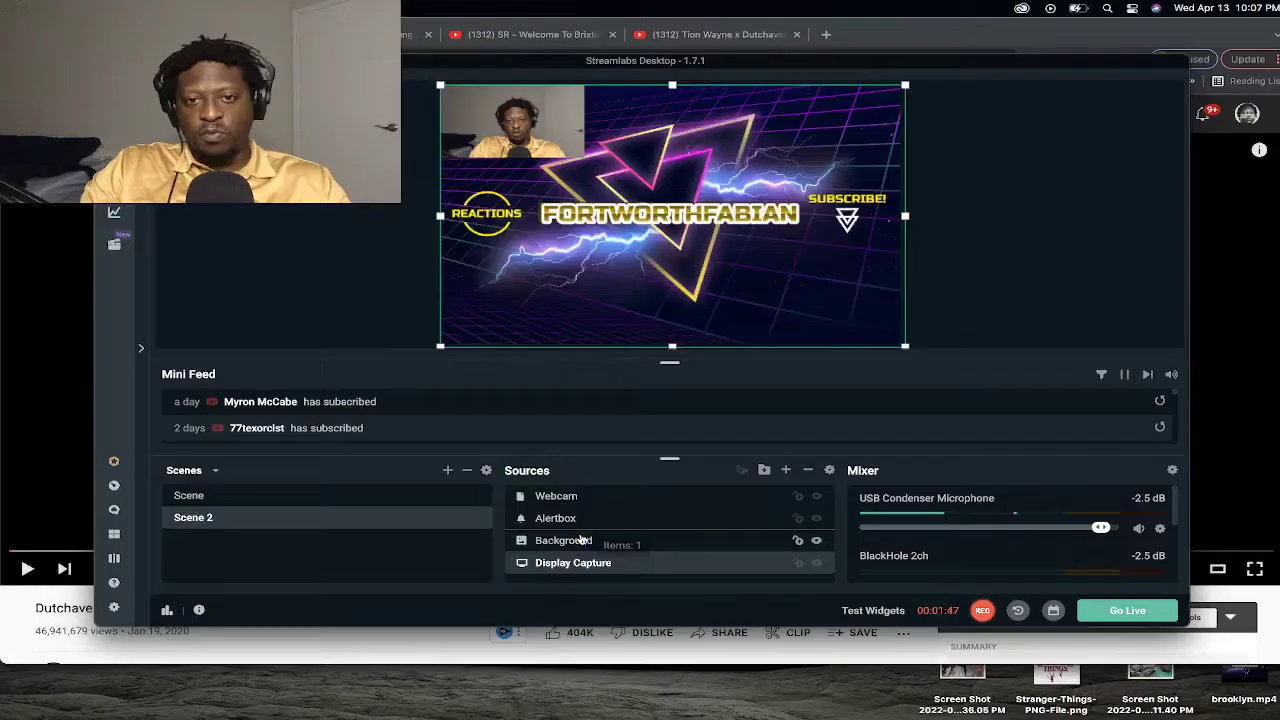 Wed Apr 13 10:07 PM
(1312) SR - Welcome To Brixto
(1312) Tion Wayne x Dutchave
Streamlabs Desktop - 1.7.1
Update
Reading List
9+
REACTIONS
FORTWORTHFABIAN
SUBSCRIBE!
New
Mini Feed
a day Myron McCabe has subscribed
2 days 77texorcist has subscribed
Scenes
Scene
Scene 2
Sources
Webcam
Alertbox
Background
Items: 1
Display Capture
Mixer
USB Condenser Microphone -2.5 dB
BlackHole 2ch -2.5 dB
Test Widgets 00:01:47 REC Go Live
Dutchave
46,941,679 views · Jan 19, 2020
404K DISLIKE SHARE CLIP SAVE
SUMMARY
Screen Shot
2022-0...36.05 PM
Stranger-Things-
PNG-File.png
Screen Shot
2022-0...11.40 PM
brooklyn.mp4